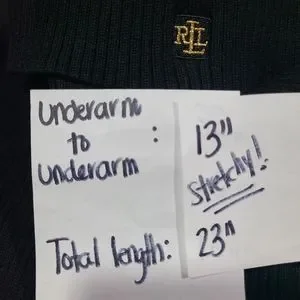 RLL
Underarm
to : 13"
Underarm
Stretchy!
Total length: 23"